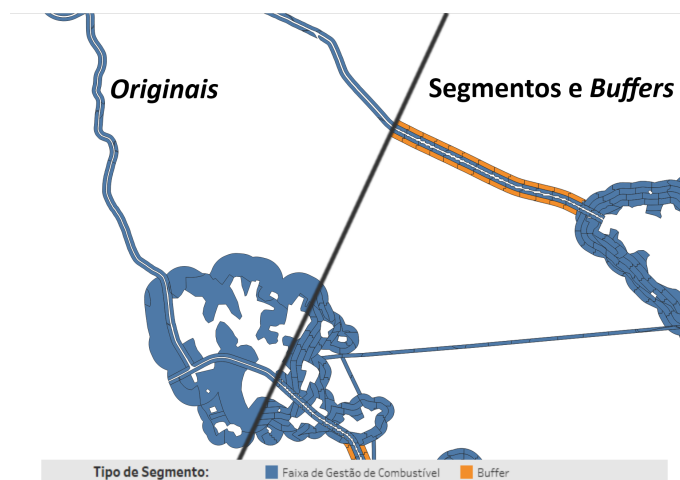 Originais
Segmentos e Buffers
Tipo de Segmento: Faixa de Gestão de Combustível Buffer